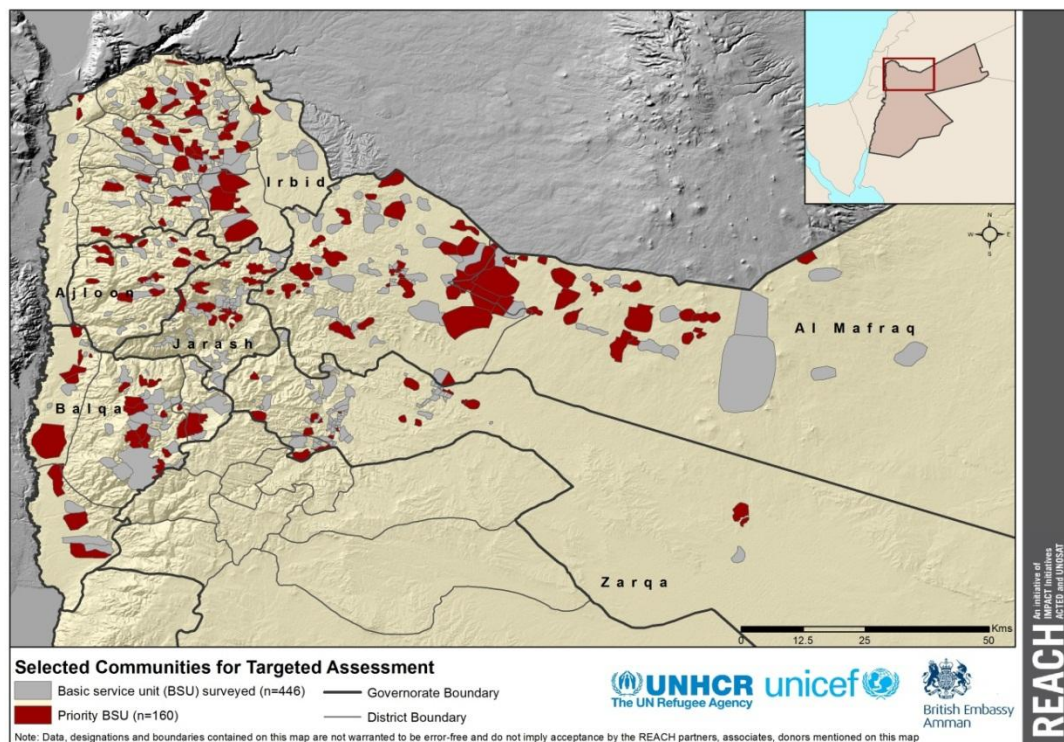 Irbid
Ajloon
Jarash
Al Mafraq
Balqa
Zarqa
N
W E
S
Kms
0 12.5 25 50
Selected Communities for Targeted Assessment
Basic service unit (BSU) surveyed (n=446)
Governorate Boundary
Priority BSU (n=160)
District Boundary
UNHCR
The UN Refugee Agency
unicef
British Embassy
Amman
Note: Data, designations and boundaries contained on this map are not warranted to be error-free and do not imply acceptance by the REACH partners, associates, donors mentioned on this map
REACH
An initiative of
IMPACT Initiatives
ACTED and UNOSAT